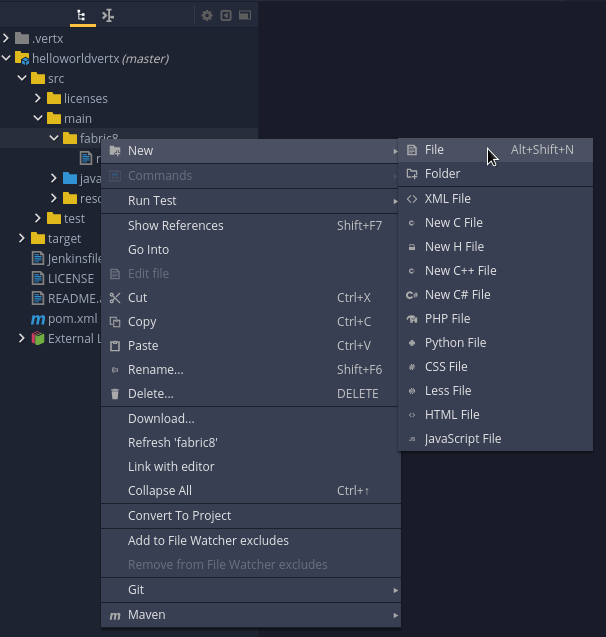 .vertx
helloworldvertx (master)
src
licenses
main
fabric8
New
File Alt+Shift+N
Commands
Folder
java
Run Test
XML File
Show References Shift+F7
New C File
test
Go Into
New H File
target
Edit file
New C++ File
Jenkinsfile
Cut Ctrl+X
New C# File
LICENSE
Copy Ctrl+C
PHP File
README.
pom.xml
Paste Ctrl+V
Python File
External L
Rename... Shift+F6
CSS File
Delete... DELETE
Less File
Download...
HTML File
Refresh 'fabric8'
JavaScript File
Link with editor
Collapse All Ctrl+↑
Convert To Project
Add to File Watcher excludes
Remove from File Watcher excludes
Git
m Maven